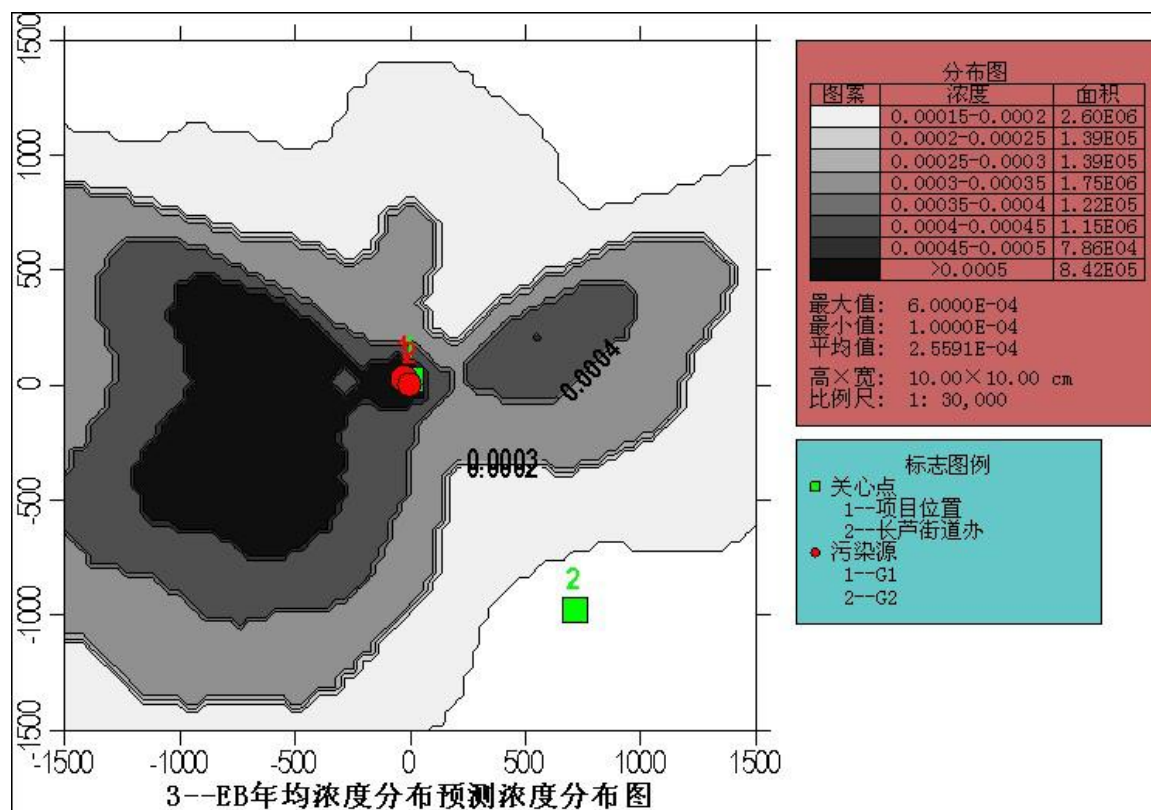 1500
1000
500
0
-500
-1000
-1500
-1500 -1000 -500 0 500 1000 1500
0.0004
0.0003
2
3--EB年均浓度分布预测浓度分布图
分布图
图案 浓度 面积
0.00015-0.0002 2.60E06
0.0002-0.00025 1.39E05
0.00025-0.0003 1.39E05
0.0003-0.00035 1.75E06
0.00035-0.0004 1.22E05
0.0004-0.00045 1.15E06
0.00045-0.0005 7.86E04
>0.0005 8.42E05
最大值: 6.0000E-04
最小值: 1.0000E-04
平均值: 2.5591E-04
高×宽: 10.00×10.00 cm
比例尺: 1: 30,000
标志图例
关心点
1--项目位置
2--长芦街道办
污染源
1--G1
2--G2